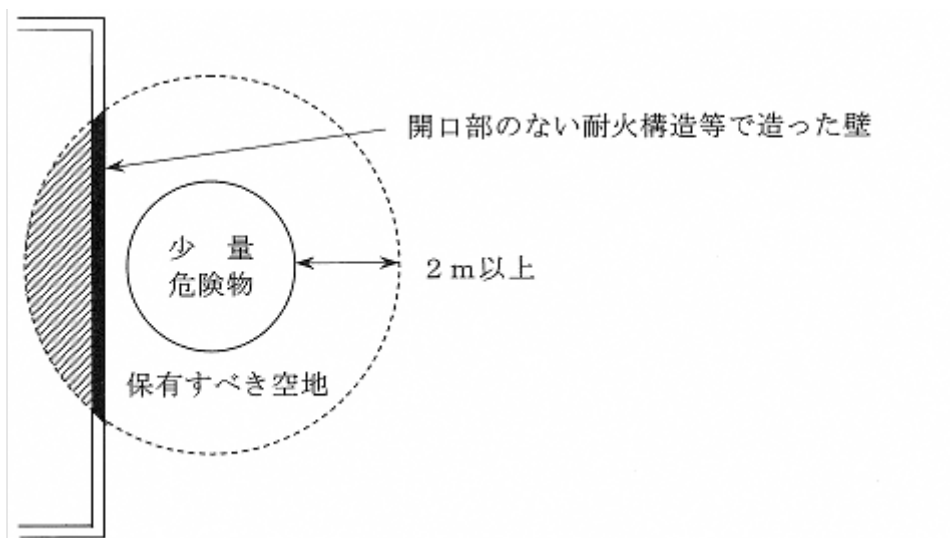 開口部のない耐火構造等で造った壁
少　量
危険物
２ｍ以上
保有すべき空地